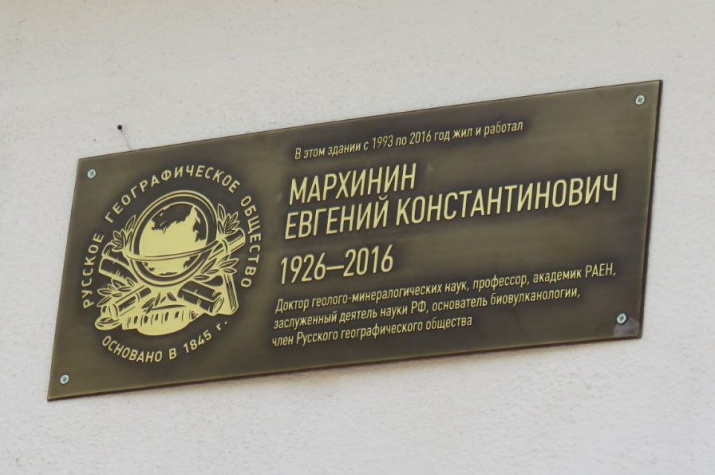 РУССКОЕ ГЕОГРАФИЧЕСКОЕ ОБЩЕСТВО
ОСНОВАНО В 1845 г.
В этом здании с 1993 по 2016 год жил и работал
МАРХИНИН
ЕВГЕНИЙ КОНСТАНТИНОВИЧ
1926–2016
Доктор геолого-минералогических наук, профессор, академик РАЕН,
заслуженный деятель науки РФ, основатель биовулканологии,
член Русского географического общества